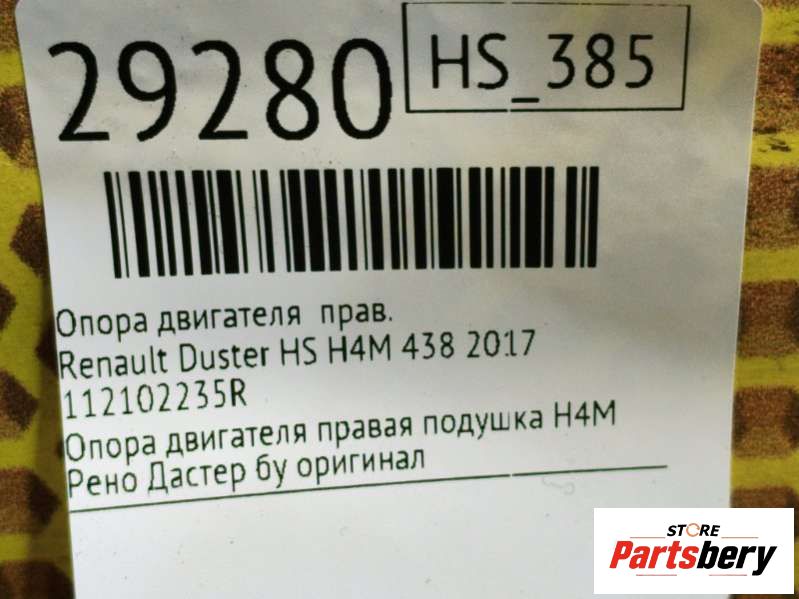 29280
HS_385
Опора двигателя прав.
Renault Duster HS H4M 438 2017
112102235R
Опора двигателя правая подушка H4M
Рено Дастер бу оригинал
STORE
Partsbery